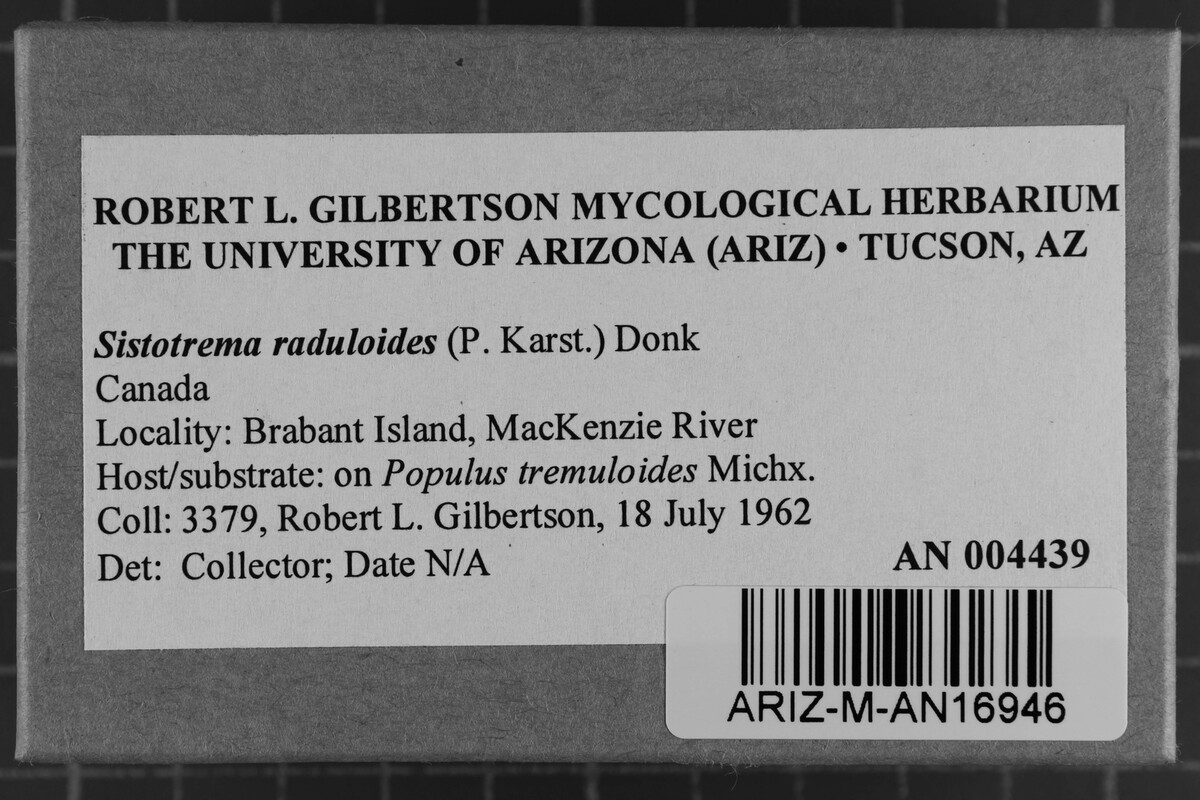 ROBERT L. GILBERTSON MYCOLOGICAL HERBARIUM
THE UNIVERSITY OF ARIZONA (ARIZ) • TUCSON, AZ
Sistotrema raduloides (P. Karst.) Donk
Canada
Locality: Brabant Island, MacKenzie River
Host/substrate: on Populus tremuloides Michx.
Coll: 3379, Robert L. Gilbertson, 18 July 1962
Det: Collector; Date N/A
AN 004439
ARIZ-M-AN16946